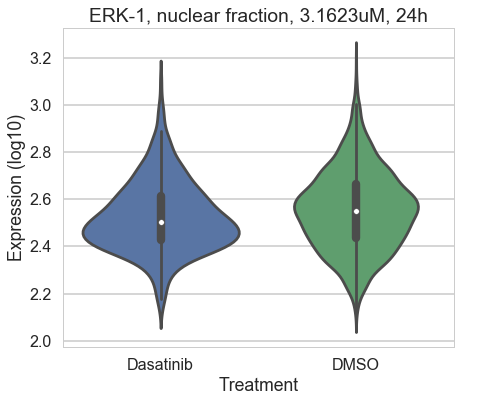 ERK-1, nuclear fraction, 3.1623uM, 24h
3.2
3.0
2.8
2.6
2.4
2.2
2.0
Expression (log10)
Dasatinib
DMSO
Treatment